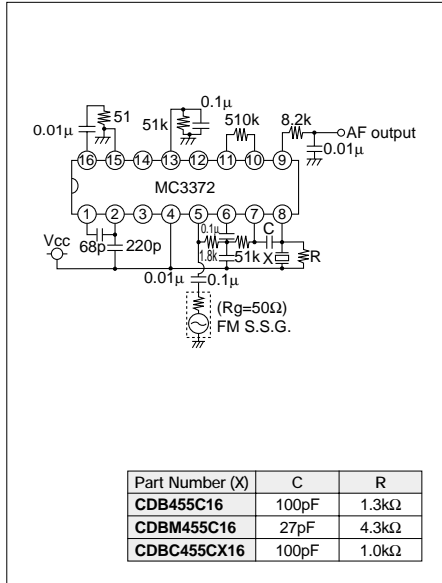 0.1μ
51
510k
8.2k
51k
0.01μ
AF output
0.01μ
16 15 14 13 12 11 10 9
MC3372
1 2 3 4 5 6 7 8
0.1μ
C
Vcc
68p
220p
1.8k
51k
X
R
0.01μ
0.1μ
(Rg=50Ω)
FM S.S.G.
Part Number (X) C R
CDB455C16 100pF 1.3kΩ
CDBM455C16 27pF 4.3kΩ
CDBC455CX16 100pF 1.0kΩ